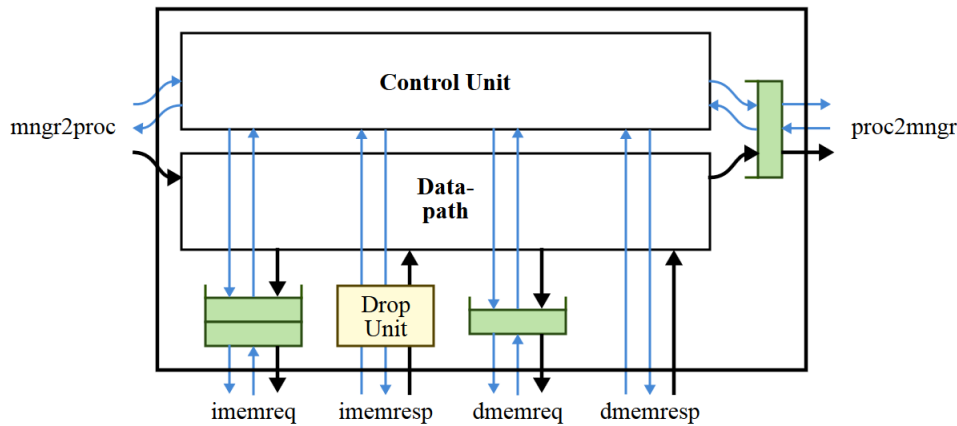 Control Unit
mngr2proc
proc2mngr
Data-
path
Drop
Unit
imemreq
imemresp
dmemreq
dmemresp